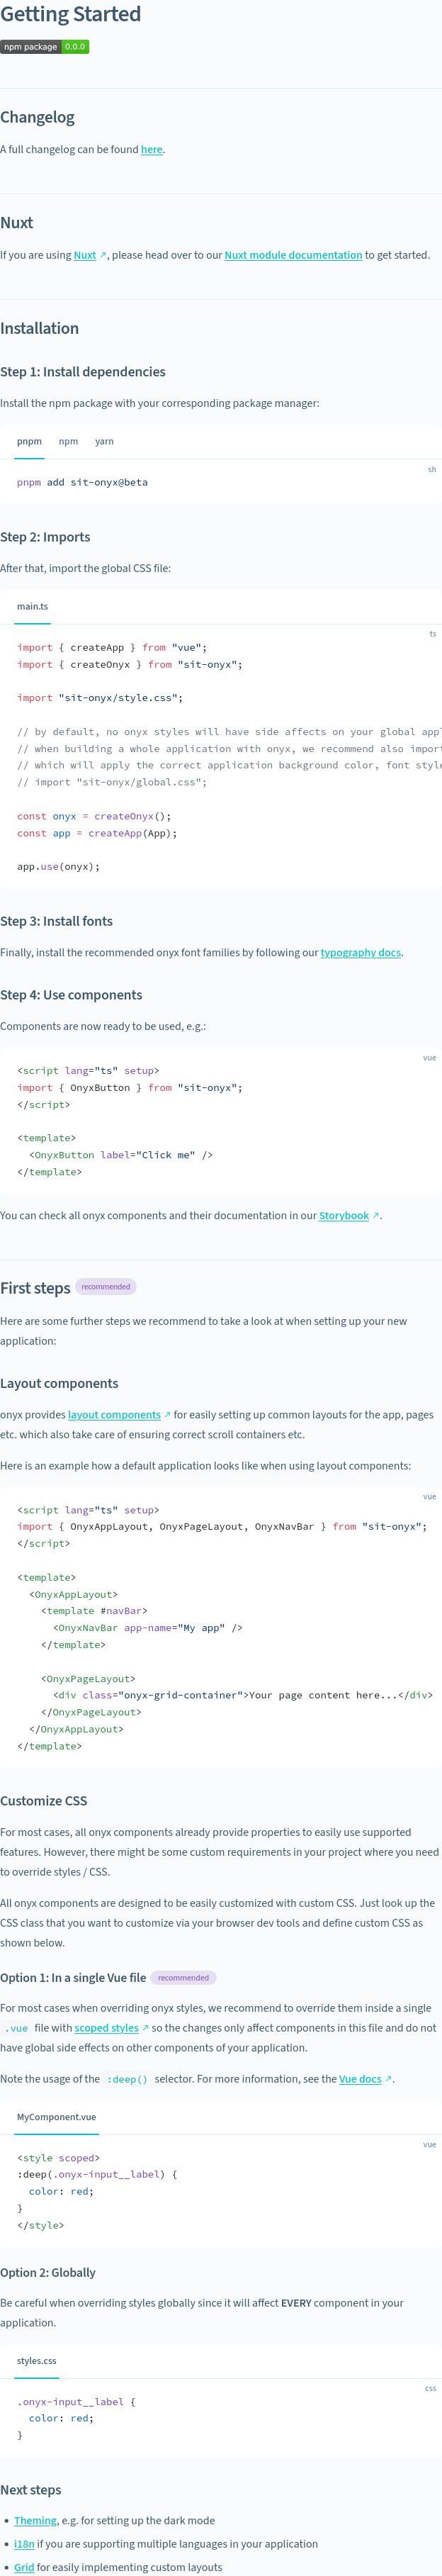 Getting Started
npm package 0.0.0
Changelog
A full changelog can be found here.
Nuxt
If you are using Nuxt ↗, please head over to our Nuxt module documentation to get started.
Installation
Step 1: Install dependencies
Install the npm package with your corresponding package manager:
pnpm npm yarn
sh
pnpm add sit-onyx@beta
Step 2: Imports
After that, import the global CSS file:
main.ts
ts
import { createApp } from "vue";
import { createOnyx } from "sit-onyx";
import "sit-onyx/style.css";
// by default, no onyx styles will have side affects on your global appl
// when building a whole application with onyx, we recommend also import
// which will apply the correct application background color, font style
// import "sit-onyx/global.css";
const onyx = createOnyx();
const app = createApp(App);
app.use(onyx);
Step 3: Install fonts
Finally, install the recommended onyx font families by following our typography docs.
Step 4: Use components
Components are now ready to be used, e.g.:
vue
<script lang="ts" setup>
import { OnyxButton } from "sit-onyx";
</script>
<template>
  <OnyxButton label="Click me" />
</template>
You can check all onyx components and their documentation in our Storybook ↗.
First steps recommended
Here are some further steps we recommend to take a look at when setting up your new
application:
Layout components
onyx provides layout components ↗ for easily setting up common layouts for the app, pages
etc. which also take care of ensuring correct scroll containers etc.
Here is an example how a default application looks like when using layout components:
vue
<script lang="ts" setup>
import { OnyxAppLayout, OnyxPageLayout, OnyxNavBar } from "sit-onyx";
</script>
<template>
  <OnyxAppLayout>
    <template #navBar>
      <OnyxNavBar app-name="My app" />
    </template>
    <OnyxPageLayout>
      <div class="onyx-grid-container">Your page content here...</div>
    </OnyxPageLayout>
  </OnyxAppLayout>
</template>
Customize CSS
For most cases, all onyx components already provide properties to easily use supported
features. However, there might be some custom requirements in your project where you need
to override styles / CSS.
All onyx components are designed to be easily customized with custom CSS. Just look up the
CSS class that you want to customize via your browser dev tools and define custom CSS as
shown below.
Option 1: In a single Vue file recommended
For most cases when overriding onyx styles, we recommend to override them inside a single
.vue file with scoped styles ↗ so the changes only affect components in this file and do not
have global side effects on other components of your application.
Note the usage of the :deep() selector. For more information, see the Vue docs ↗.
MyComponent.vue
vue
<style scoped>
:deep(.onyx-input__label) {
  color: red;
}
</style>
Option 2: Globally
Be careful when overriding styles globally since it will affect EVERY component in your
application.
styles.css
css
.onyx-input__label {
  color: red;
}
Next steps
• Theming, e.g. for setting up the dark mode
• i18n if you are supporting multiple languages in your application
• Grid for easily implementing custom layouts